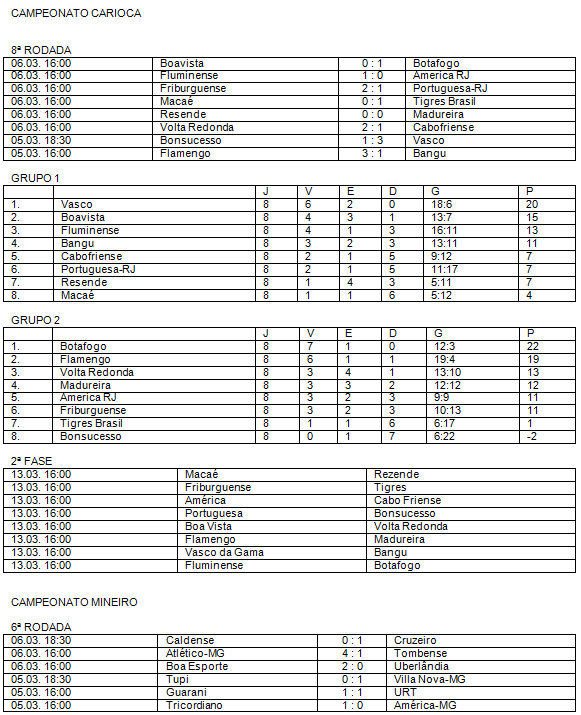 CAMPEONATO CARIOCA
8ª RODADA
06.03. 16:00 Boavista 0 : 1 Botafogo
06.03. 16:00 Fluminense 1 : 0 America RJ
06.03. 16:00 Friburguense 2 : 1 Portuguesa-RJ
06.03. 16:00 Macaé 0 : 1 Tigres Brasil
06.03. 16:00 Resende 0 : 0 Madureira
06.03. 16:00 Volta Redonda 2 : 1 Cabofriense
05.03. 18:30 Bonsucesso 1 : 3 Vasco
05.03. 16:00 Flamengo 3 : 1 Bangu
GRUPO 1
J V E D G P
1. Vasco 8 6 2 0 18:6 20
2. Boavista 8 4 3 1 13:7 15
3. Fluminense 8 4 1 3 16:11 13
4. Bangu 8 3 2 3 13:11 11
5. Cabofriense 8 2 1 5 9:12 7
6. Portuguesa-RJ 8 2 1 5 11:17 7
7. Resende 8 1 4 3 5:11 7
8. Macaé 8 1 1 6 5:12 4
GRUPO 2
J V E D G P
1. Botafogo 8 7 1 0 12:3 22
2. Flamengo 8 6 1 1 19:4 19
3. Volta Redonda 8 3 4 1 13:10 13
4. Madureira 8 3 3 2 12:12 12
5. America RJ 8 3 2 3 9:9 11
6. Friburguense 8 3 2 3 10:13 11
7. Tigres Brasil 8 1 1 6 6:17 1
8. Bonsucesso 8 0 1 7 6:22 -2
2ª FASE
13.03. 16:00 Macaé Rezende
13.03. 16:00 Friburguense Tigres
13.03. 16:00 América Cabo Friense
13.03. 16:00 Portuguesa Bonsucesso
13.03. 16:00 Boa Vista Volta Redonda
13.03. 16:00 Flamengo Madureira
13.03. 16:00 Vasco da Gama Bangu
13.03. 16:00 Fluminense Botafogo
CAMPEONATO MINEIRO
6ª RODADA
06.03. 18:30 Caldense 0 : 1 Cruzeiro
06.03. 16:00 Atlético-MG 4 : 1 Tombense
06.03. 16:00 Boa Esporte 2 : 0 Uberlândia
05.03. 18:30 Tupi 0 : 1 Villa Nova-MG
05.03. 16:00 Guarani 1 : 1 URT
05.03. 16:00 Tricordiano 1 : 0 América-MG